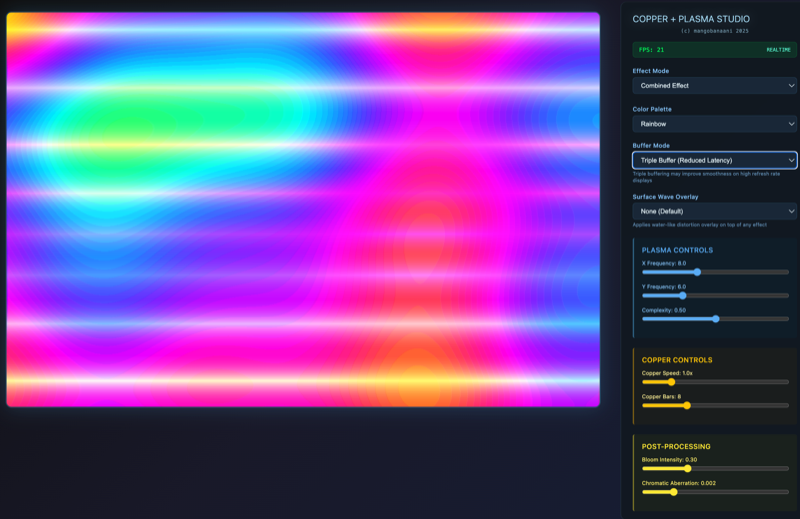 COPPER + PLASMA STUDIO
(c) mangobanaani 2025
FPS: 21 REALTIME
Effect Mode
Combined Effect
Color Palette
Rainbow
Buffer Mode
Triple Buffer (Reduced Latency)
Triple buffering may improve smoothness on high refresh rate
displays
Surface Wave Overlay
None (Default)
Applies water-like distortion overlay on top of any effect
PLASMA CONTROLS
X Frequency: 8.0
Y Frequency: 6.0
Complexity: 0.50
COPPER CONTROLS
Copper Speed: 1.0x
Copper Bars: 8
POST-PROCESSING
Bloom Intensity: 0.30
Chromatic Aberration: 0.002